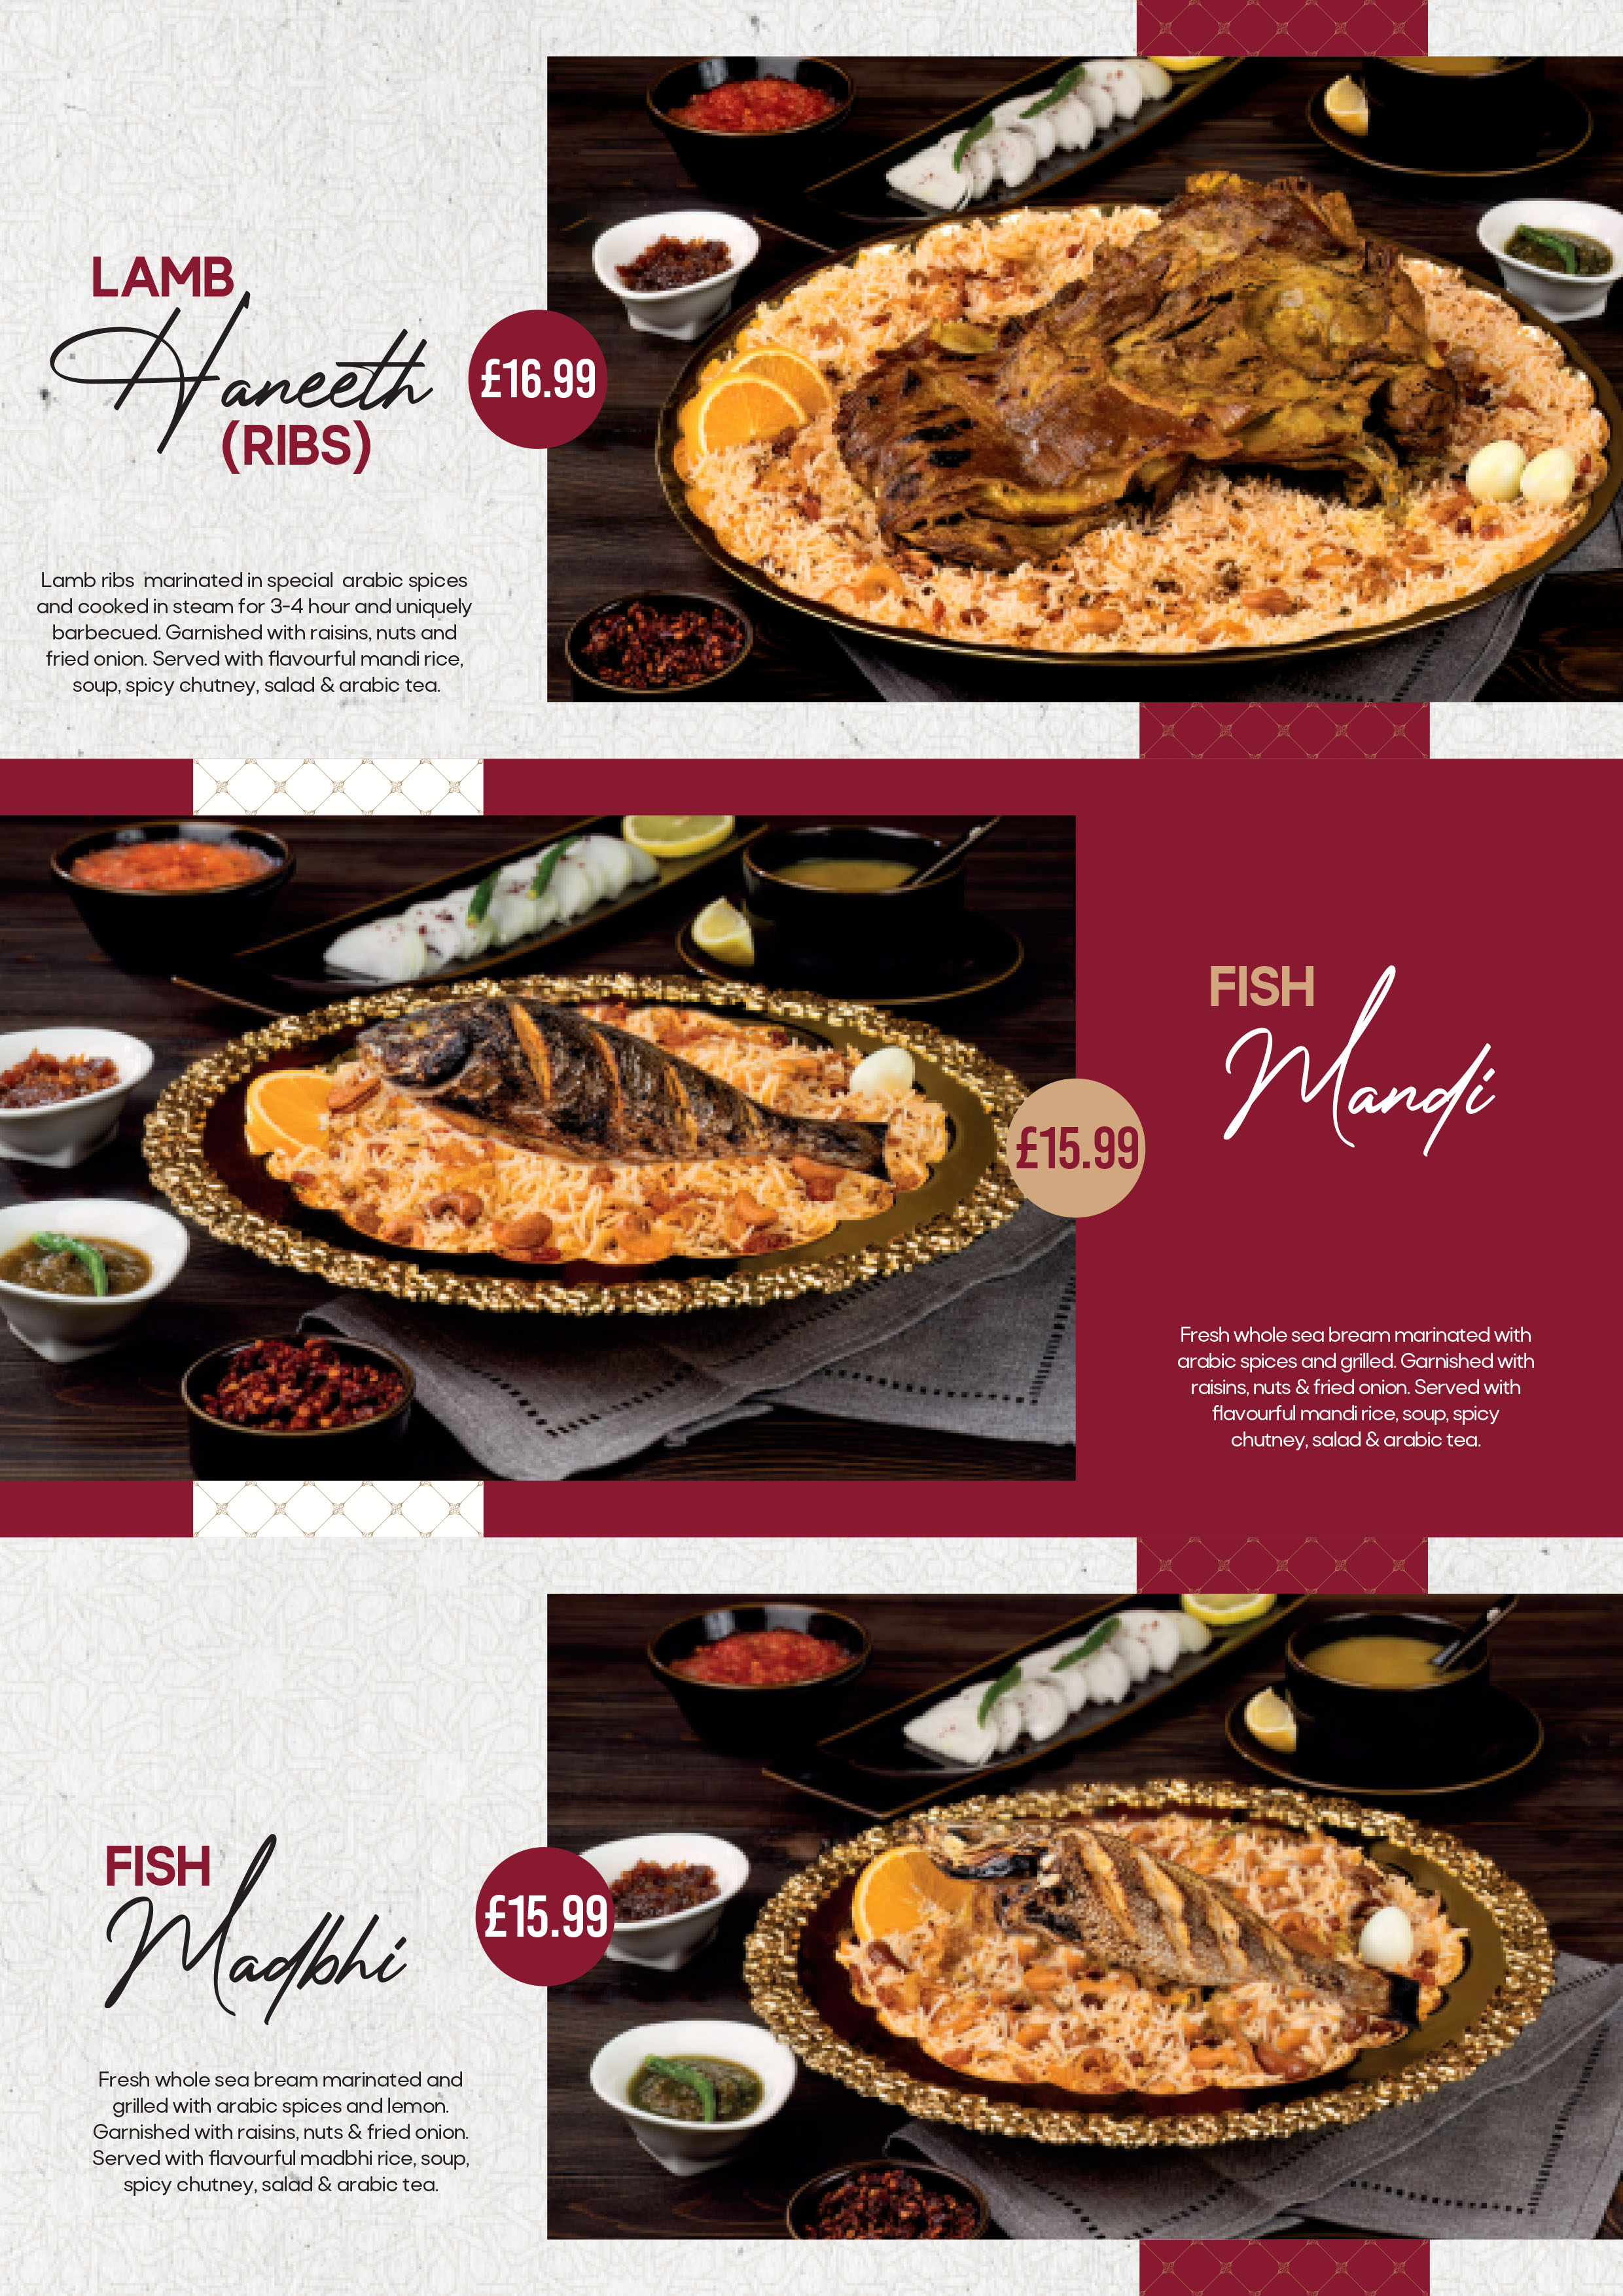 LAMB
Haneeth
(RIBS)
£16.99
Lamb ribs marinated in special arabic spices
and cooked in steam for 3-4 hour and uniquely
barbecued. Garnished with raisins, nuts and
fried onion. Served with flavourful mandi rice,
soup, spicy chutney, salad & arabic tea.
FISH
Mandi
£15.99
Fresh whole sea bream marinated with
arabic spices and grilled. Garnished with
raisins, nuts & fried onion. Served with
flavourful mandi rice, soup, spicy
chutney, salad & arabic tea.
FISH
Madbhi
£15.99
Fresh whole sea bream marinated and
grilled with arabic spices and lemon.
Garnished with raisins, nuts & fried onion.
Served with flavourful madbhi rice, soup,
spicy chutney, salad & arabic tea.